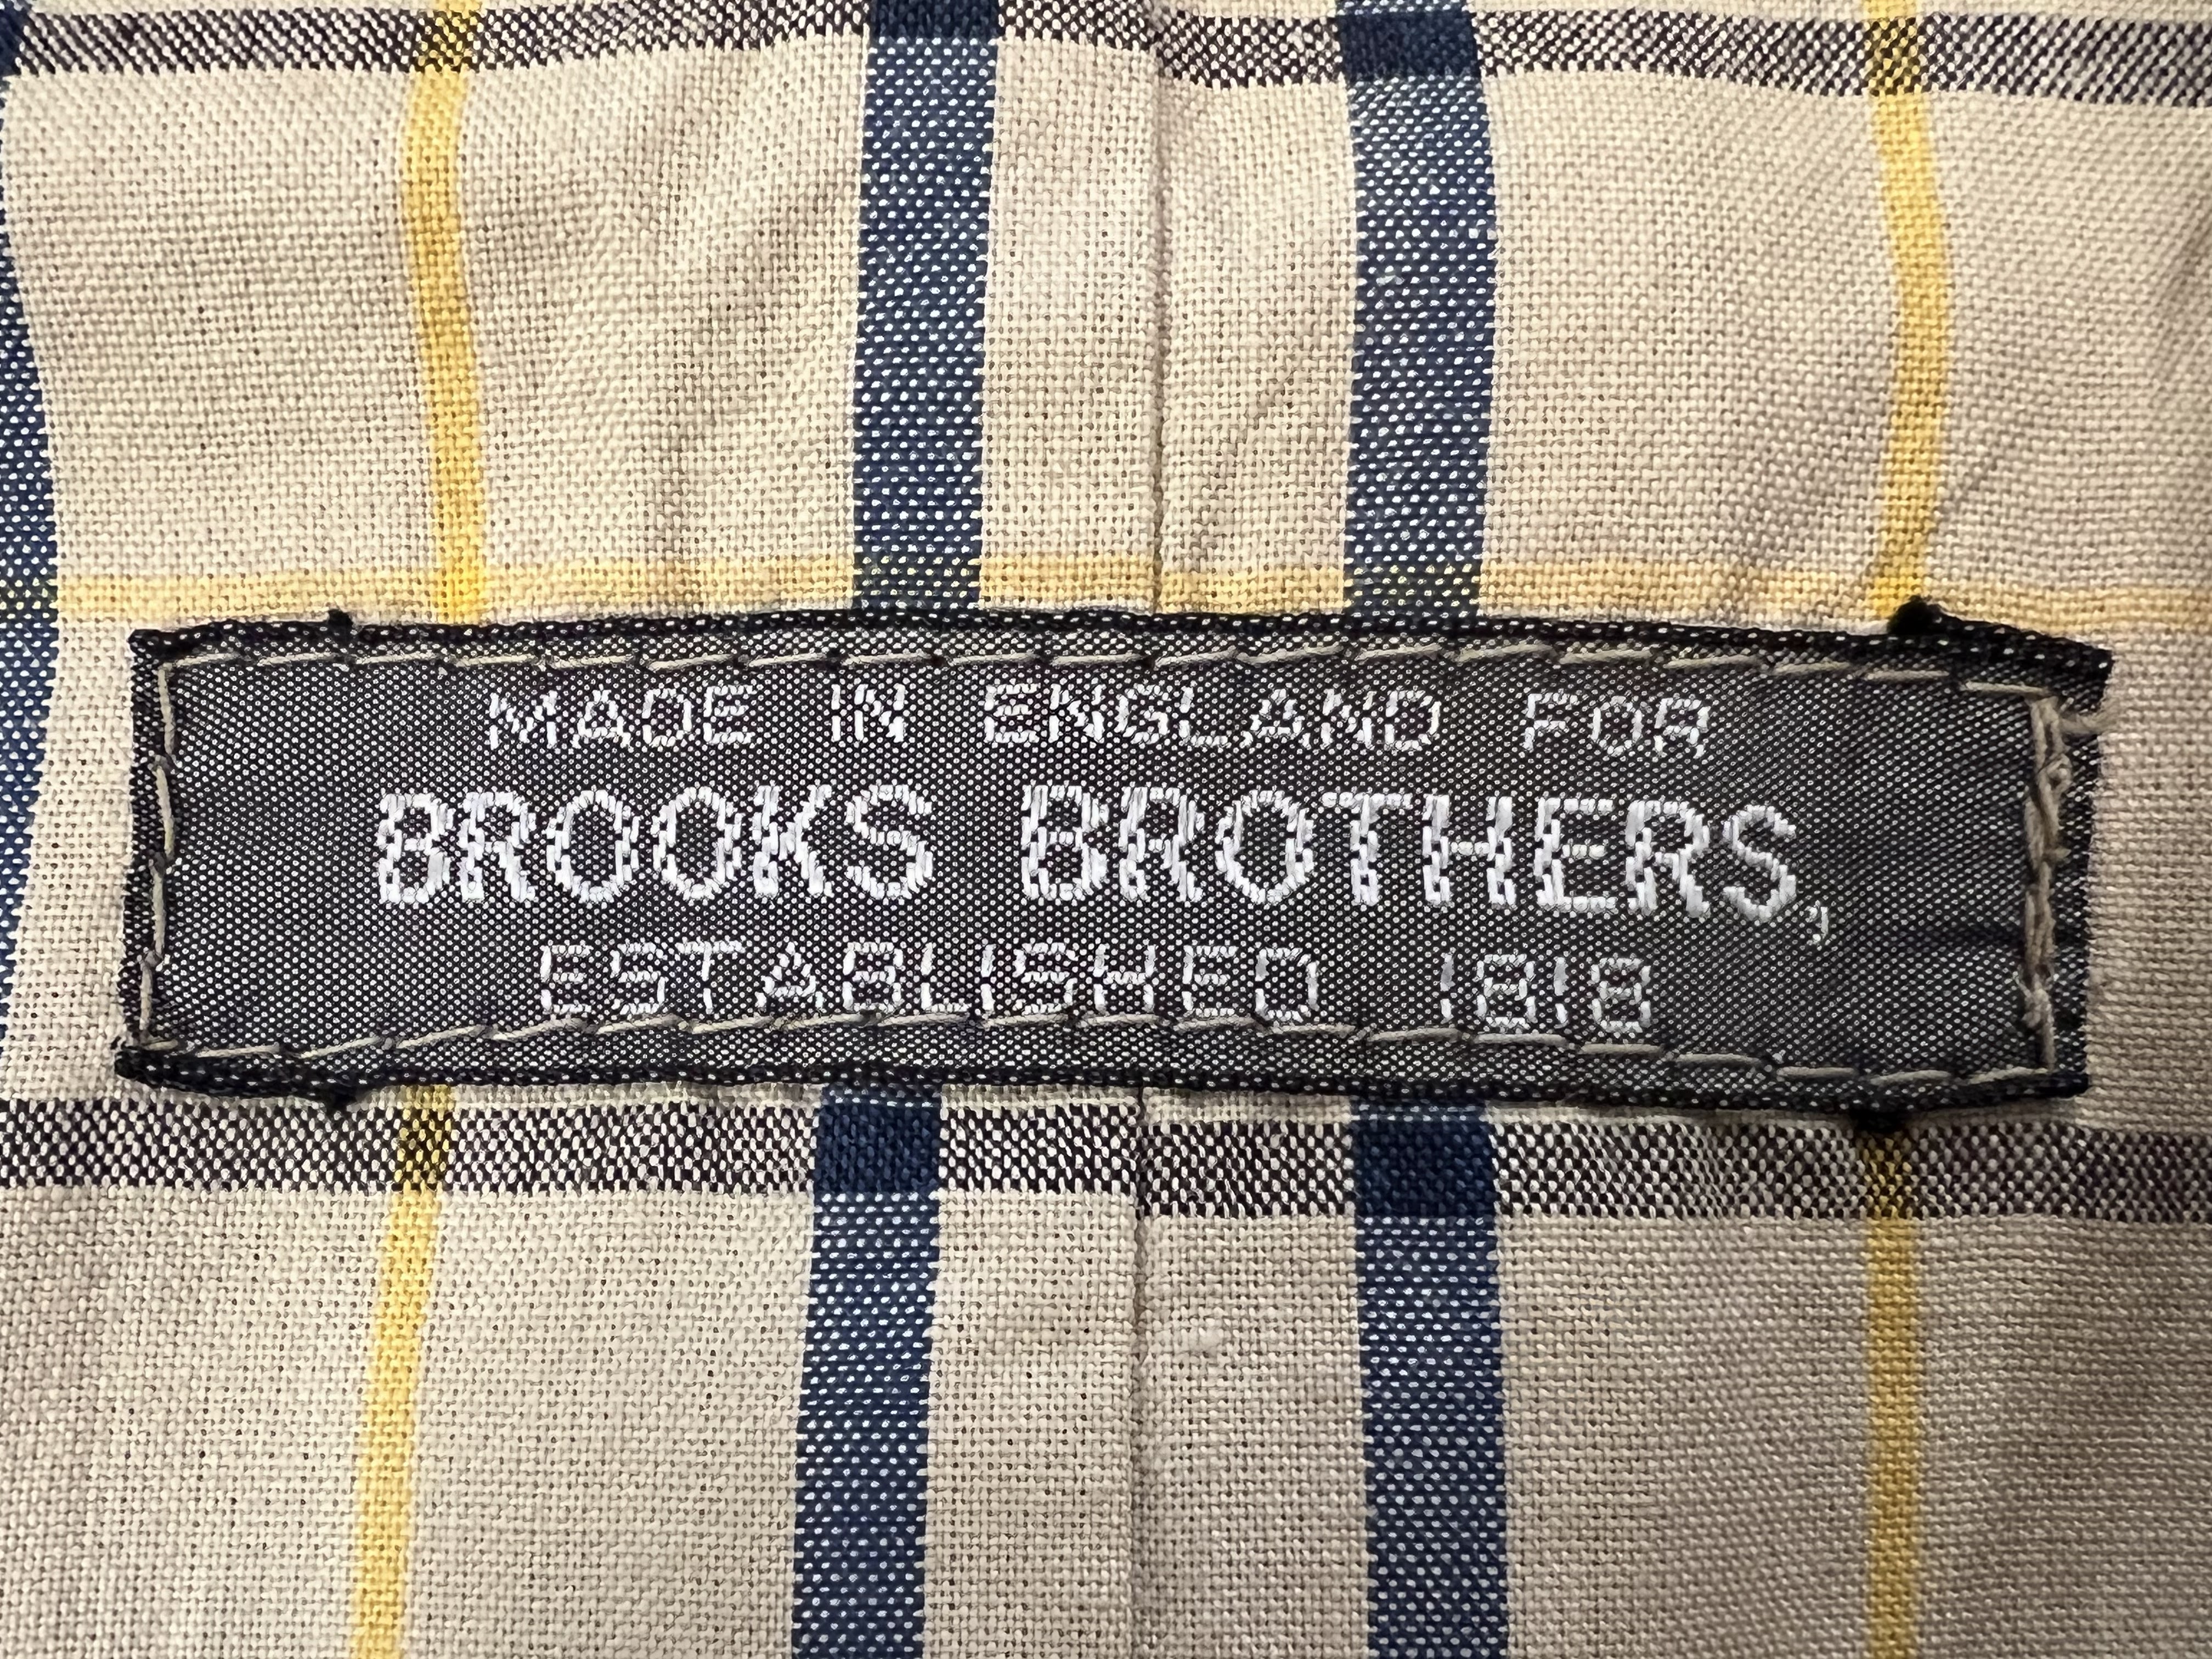 MADE IN ENGLAND FOR
BROOKS BROTHERS,
ESTABLISHED 1818